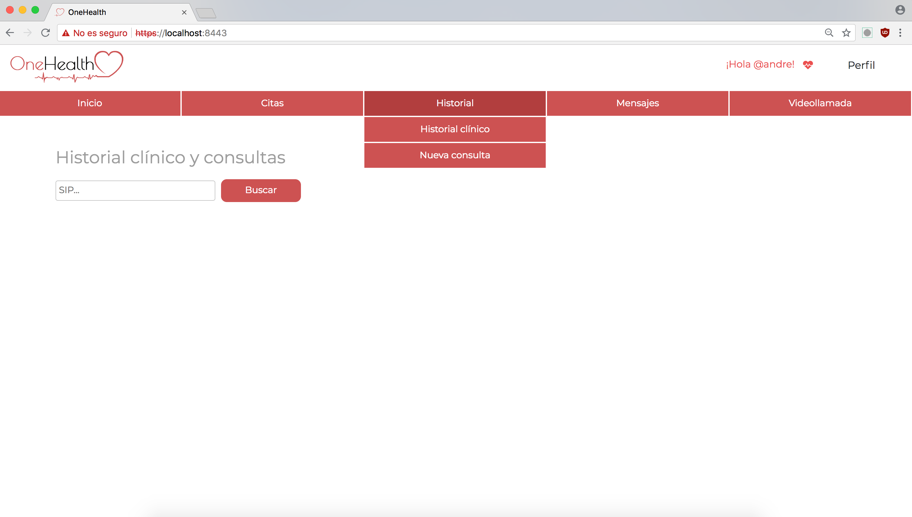 OneHealth
No es seguro https://localhost:8443
OneHealth
¡Hola @andre! Perfil
Inicio Citas Historial Mensajes Videollamada
Historial clínico
Nueva consulta
Historial clínico y consultas
SIP... Buscar